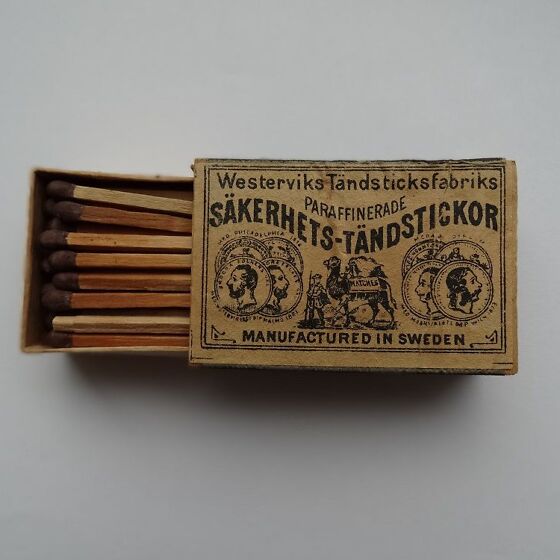 Westerviks Tändsticksfabriks
PARAFFINERADE
SÄKERHETS-TÄNDSTICKOR
MATCHES
MANUFACTURED IN SWEDEN